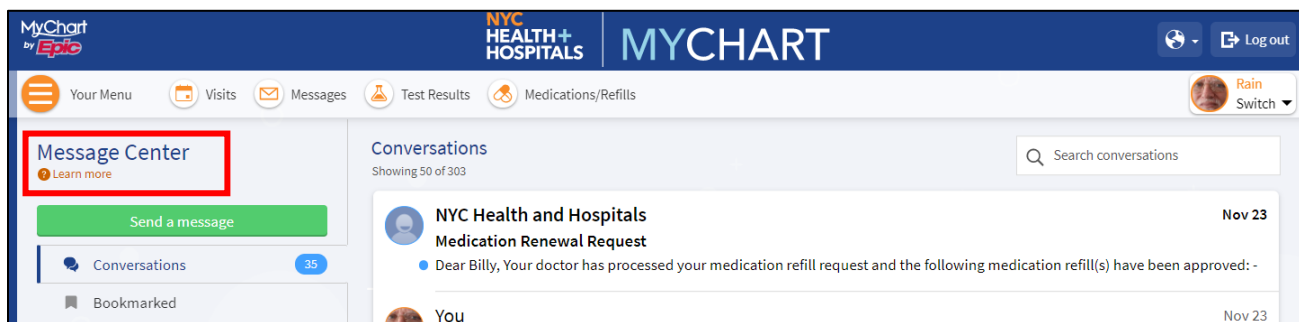 MyChart
by Epic
NYC
HEALTH+
HOSPITALS
MYCHART
Log out
Your Menu
Visits
Messages
Test Results
Medications/Refills
Rain
Switch
Message Center
Learn more
Send a message
Conversations 35
Bookmarked
Conversations
Showing 50 of 303
Search conversations
NYC Health and Hospitals Nov 23
Medication Renewal Request
Dear Billy, Your doctor has processed your medication refill request and the following medication refill(s) have been approved: -
You Nov 23